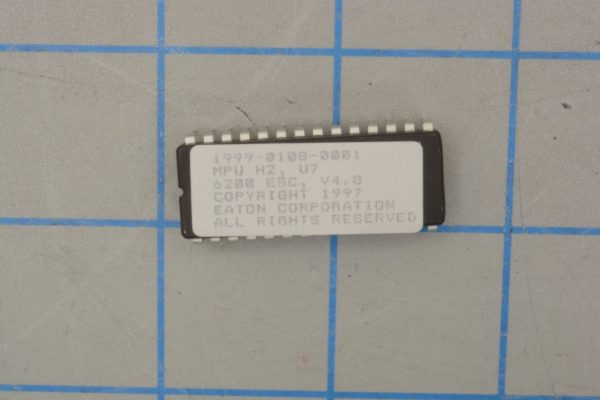 1999-0108-0001
MPU H2, U7
6200 ESC, V4.8
COPYRIGHT 1997
EATON CORPORATION
ALL RIGHTS RESERVED